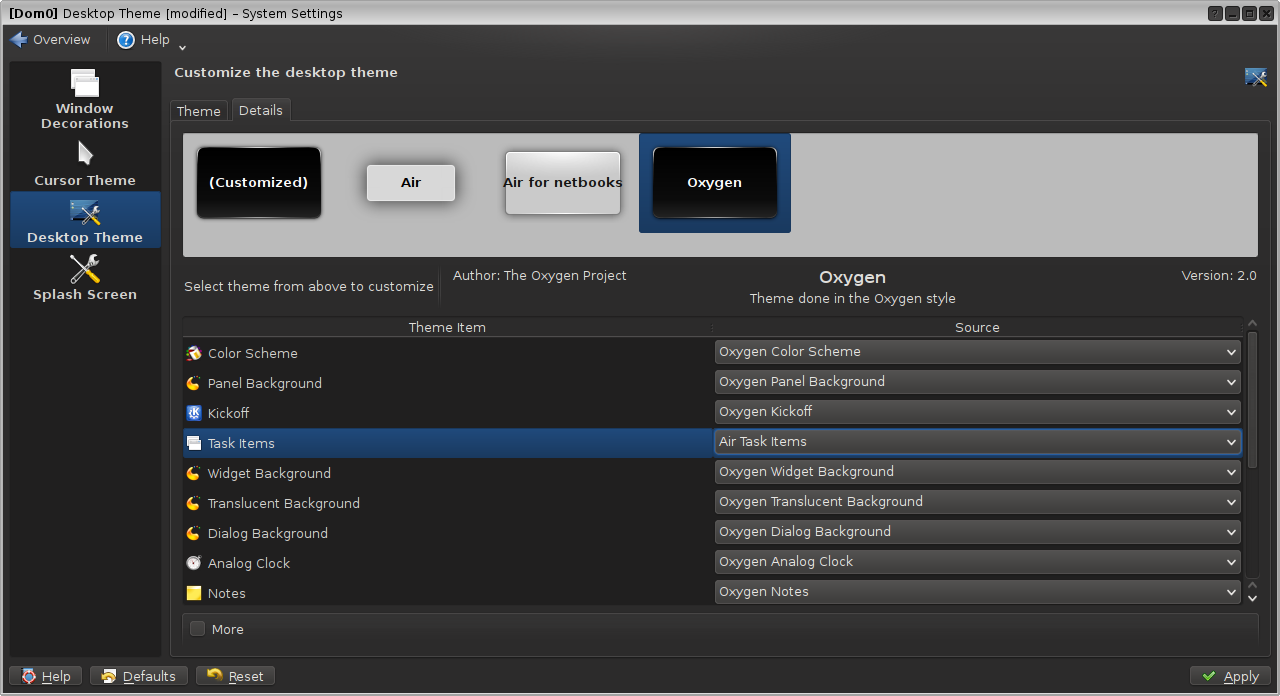 [Dom0] Desktop Theme [modified] – System Settings
Overview
Help
Window
Decorations
Cursor Theme
Desktop Theme
Splash Screen
Customize the desktop theme
Theme
Details
(Customized)
Air
Air for netbooks
Oxygen
Select theme from above to customize
Author: The Oxygen Project
Oxygen
Version: 2.0
Theme done in the Oxygen style
Theme Item
Source
Color Scheme
Oxygen Color Scheme
Panel Background
Oxygen Panel Background
Kickoff
Oxygen Kickoff
Task Items
Air Task Items
Widget Background
Oxygen Widget Background
Translucent Background
Oxygen Translucent Background
Dialog Background
Oxygen Dialog Background
Analog Clock
Oxygen Analog Clock
Notes
Oxygen Notes
More
Help
Defaults
Reset
Apply